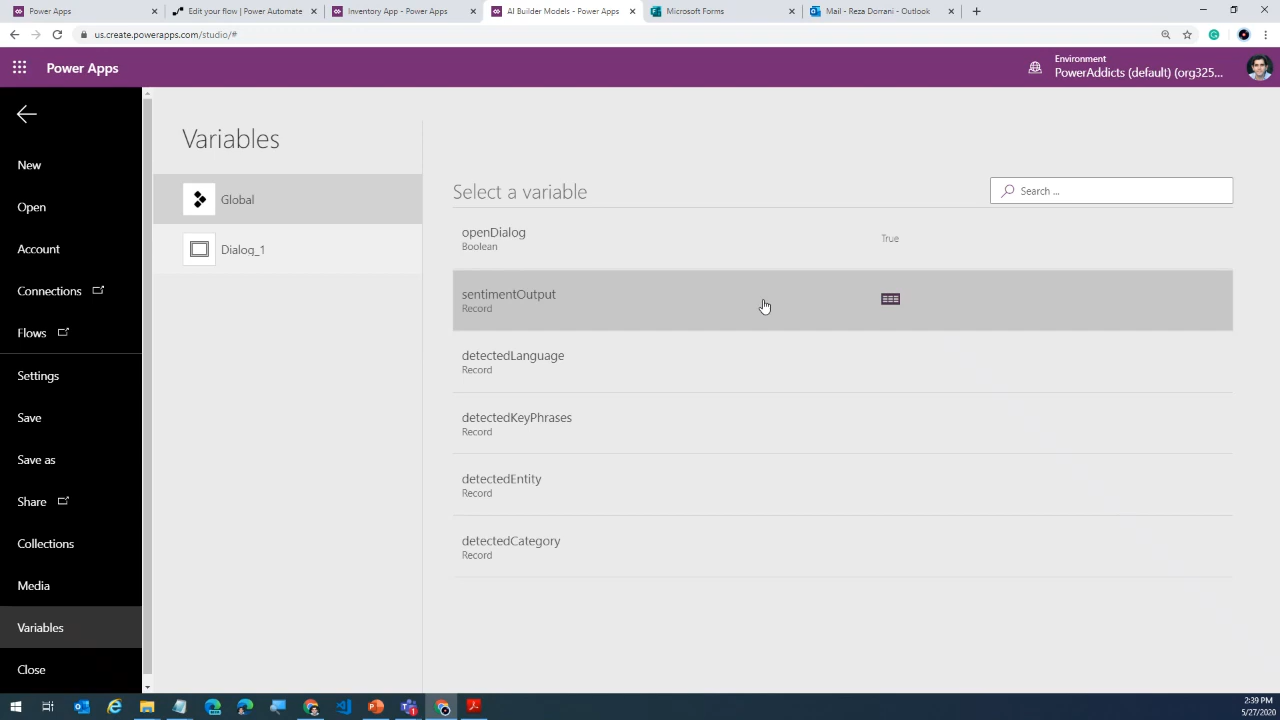 Power Apps
Edit your flow | Power Automate
Inventory App - Power Apps
AI Builder Models - Power Apps
Microsoft Forms
Mail - Reza Dorrani - Outlook
us.create.powerapps.com/studio/#
Power Apps
Environment
PowerAddicts (default) (org325...
New
Open
Account
Connections
Flows
Settings
Save
Save as
Share
Collections
Media
Variables
Close
Variables
Global
Dialog_1
Select a variable
Search ...
openDialog
Boolean
True
sentimentOutput
Record
detectedLanguage
Record
detectedKeyPhrases
Record
detectedEntity
Record
detectedCategory
Record
2:39 PM
5/27/2020